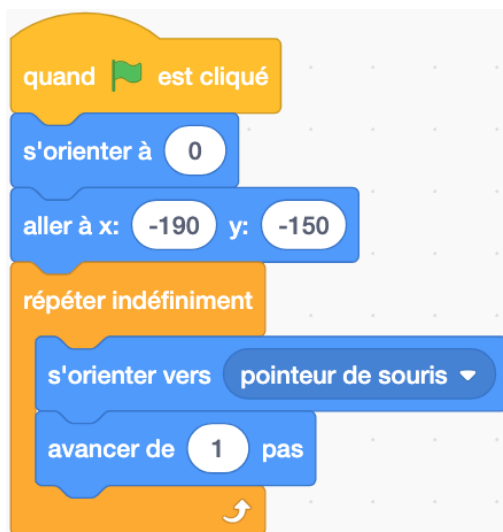 quand est cliqué
s'orienter à 0
aller à x: -190 y: -150
répéter indéfiniment
s'orienter vers pointeur de souris
avancer de 1 pas